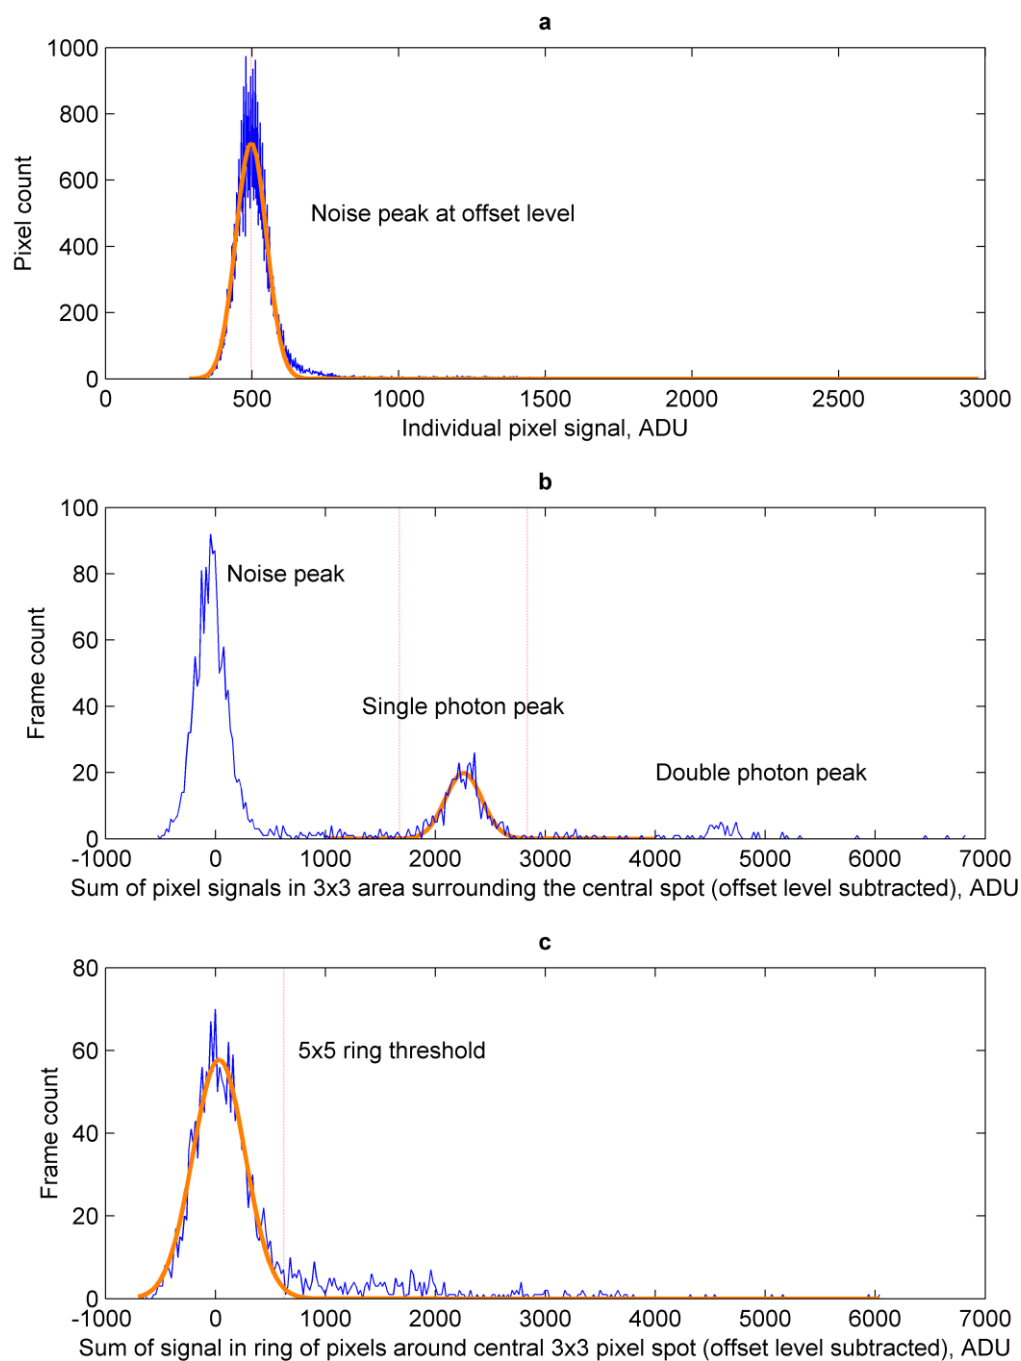 a
1000
800
600
400
200
0
Pixel count
Noise peak at offset level
0 500 1000 1500 2000 2500 3000
Individual pixel signal, ADU
b
100
80
60
40
20
0
Frame count
Noise peak
Single photon peak
Double photon peak
-1000 0 1000 2000 3000 4000 5000 6000 7000
Sum of pixel signals in 3x3 area surrounding the central spot (offset level subtracted), ADU
c
80
60
40
20
0
Frame count
5x5 ring threshold
-1000 0 1000 2000 3000 4000 5000 6000 7000
Sum of signal in ring of pixels around central 3x3 pixel spot (offset level subtracted), ADU